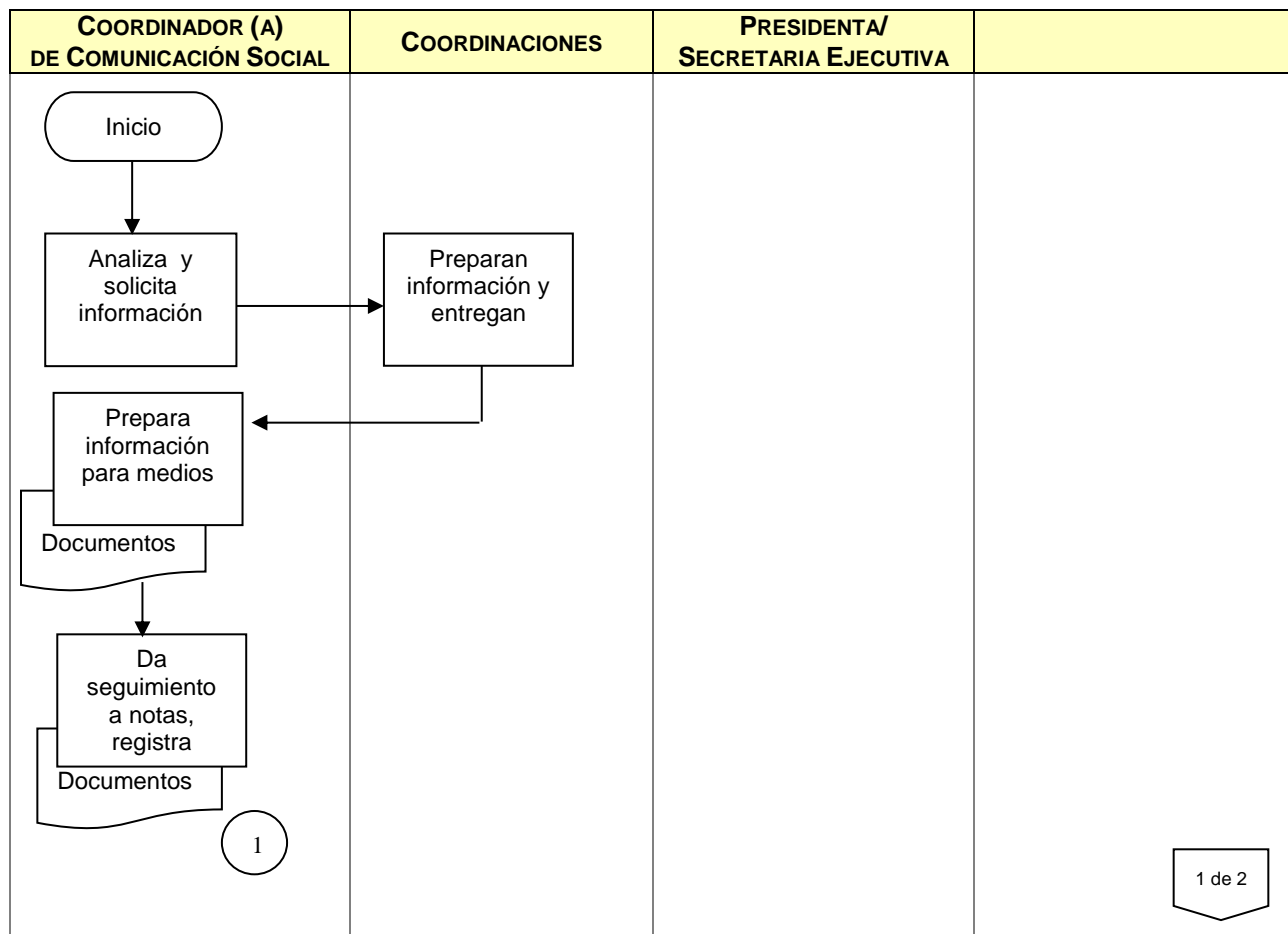 COORDINADOR (A)
DE COMUNICACIÓN SOCIAL
COORDINACIONES
PRESIDENTA/
SECRETARIA EJECUTIVA
Inicio
Analiza y
solicita
información
Preparan
información y
entregan
Prepara
información
para medios
Documentos
Da
seguimiento
a notas,
registra
Documentos
1
1 de 2